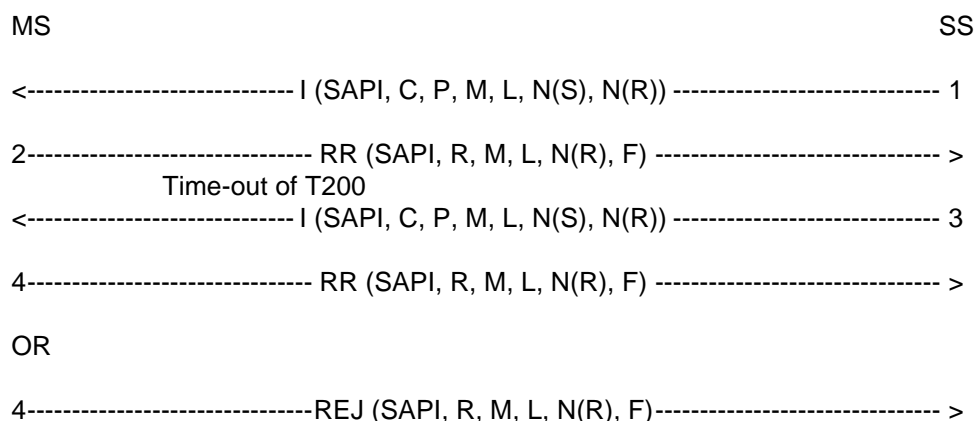 MS SS
<------------------------------ I (SAPI, C, P, M, L, N(S), N(R)) ------------------------------ 1
2-------------------------------- RR (SAPI, R, M, L, N(R), F) -------------------------------- >
Time-out of T200
<------------------------------ I (SAPI, C, P, M, L, N(S), N(R)) ------------------------------ 3
4-------------------------------- RR (SAPI, R, M, L, N(R), F) -------------------------------- >
OR
4--------------------------------REJ (SAPI, R, M, L, N(R), F)-------------------------------- >